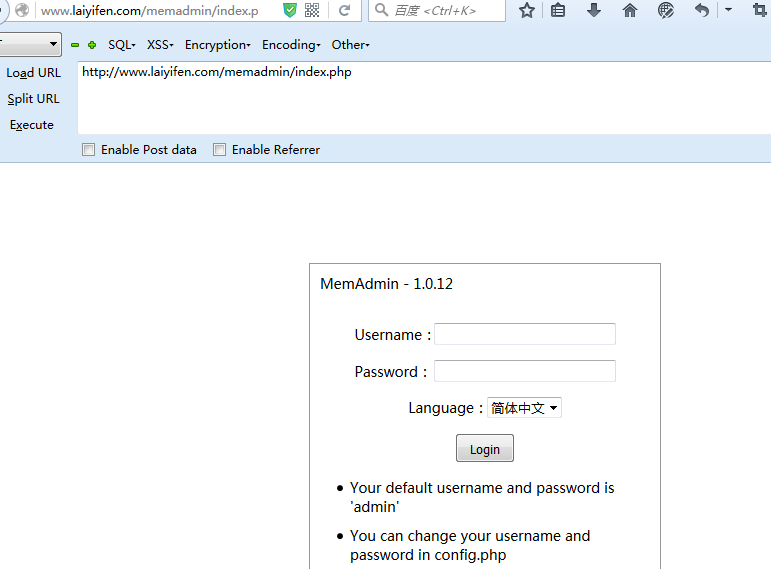 www.laiyifen.com/memadmin/index.p
百度 <Ctrl+K>
SQL XSS Encryption Encoding Other
Load URL
http://www.laiyifen.com/memadmin/index.php
Split URL
Execute
Enable Post data Enable Referrer
MemAdmin - 1.0.12
Username :
Password :
Language : 简体中文
Login
Your default username and password is
'admin'
You can change your username and
password in config.php